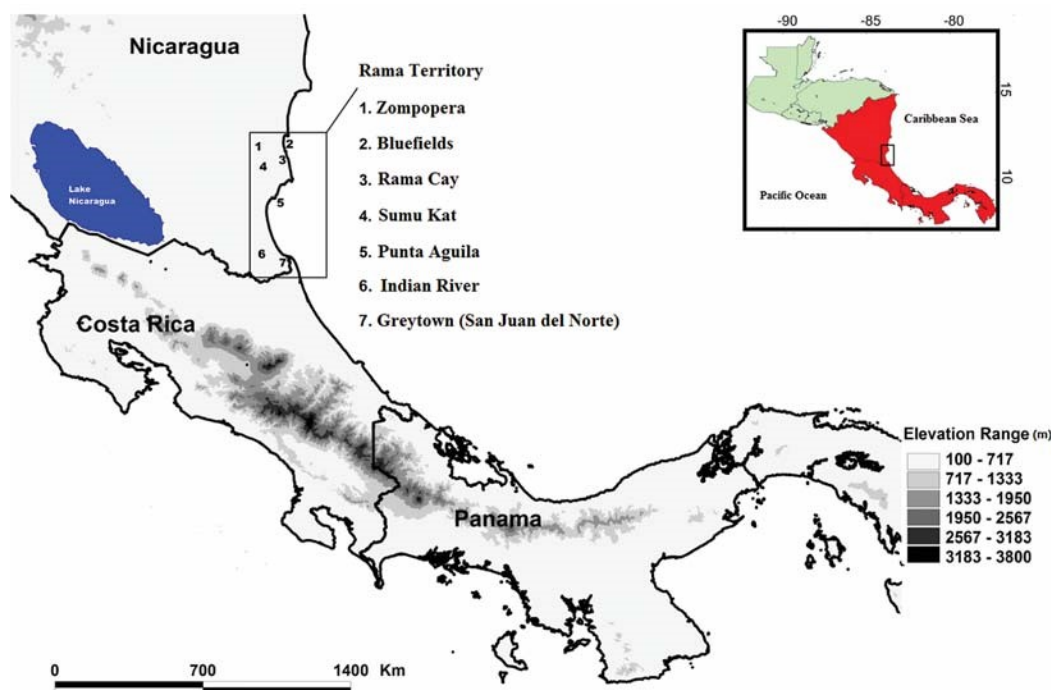 -90 -85 -80
Nicaragua
Rama Territory
1. Zompopera
2. Bluefields
3. Rama Cay
4. Sumu Kat
5. Punta Aguila
6. Indian River
7. Greytown (San Juan del Norte)
1 2
3
4
5
6
7
Lake
Nicaragua
Caribbean Sea
Pacific Ocean
15
10
Costa Rica
Panama
Elevation Range (m)
100 - 717
717 - 1333
1333 - 1950
1950 - 2567
2567 - 3183
3183 - 3800
0 700 1400 Km